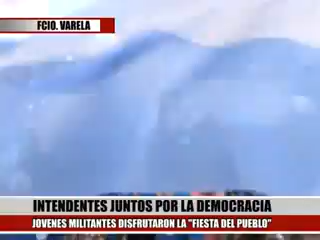 FCIO. VARELA
INTENDENTES JUNTOS POR LA DEMOCRACIA
JOVENES MILITANTES DISFRUTARON LA "FIESTA DEL PUEBLO"